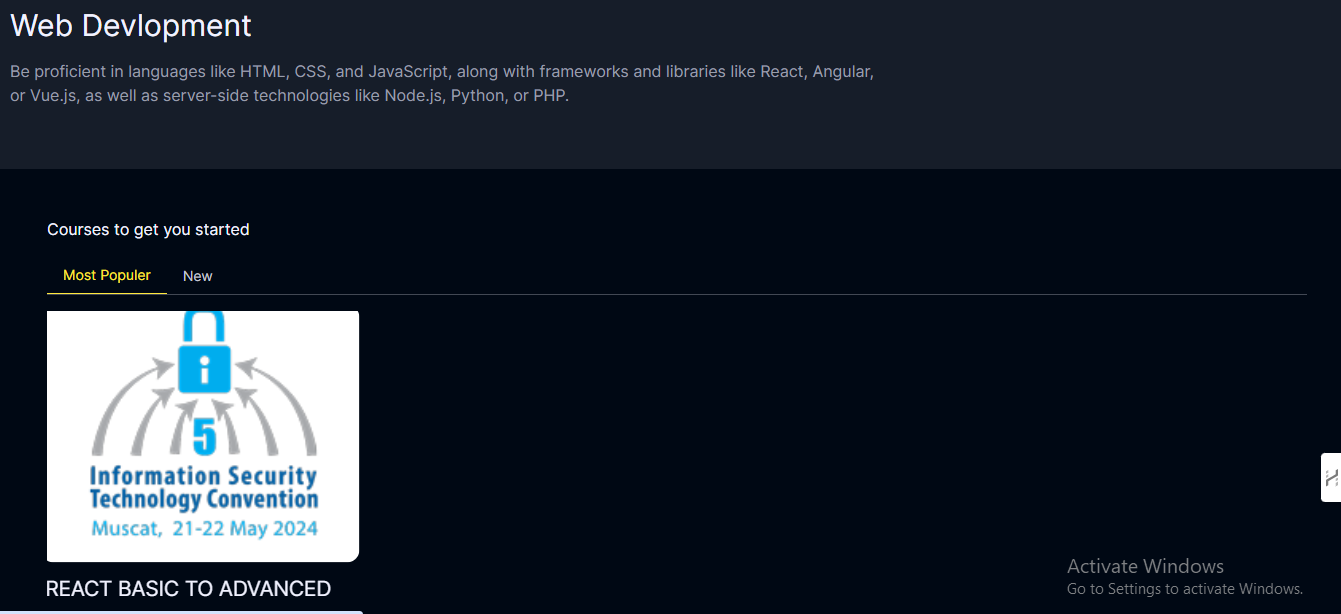 Web Devlopment
Be proficient in languages like HTML, CSS, and JavaScript, along with frameworks and libraries like React, Angular,
or Vue.js, as well as server-side technologies like Node.js, Python, or PHP.
Courses to get you started
Most Populer
New
i
5
Information Security
Technology Convention
Muscat, 21-22 May 2024
REACT BASIC TO ADVANCED
Activate Windows
Go to Settings to activate Windows.